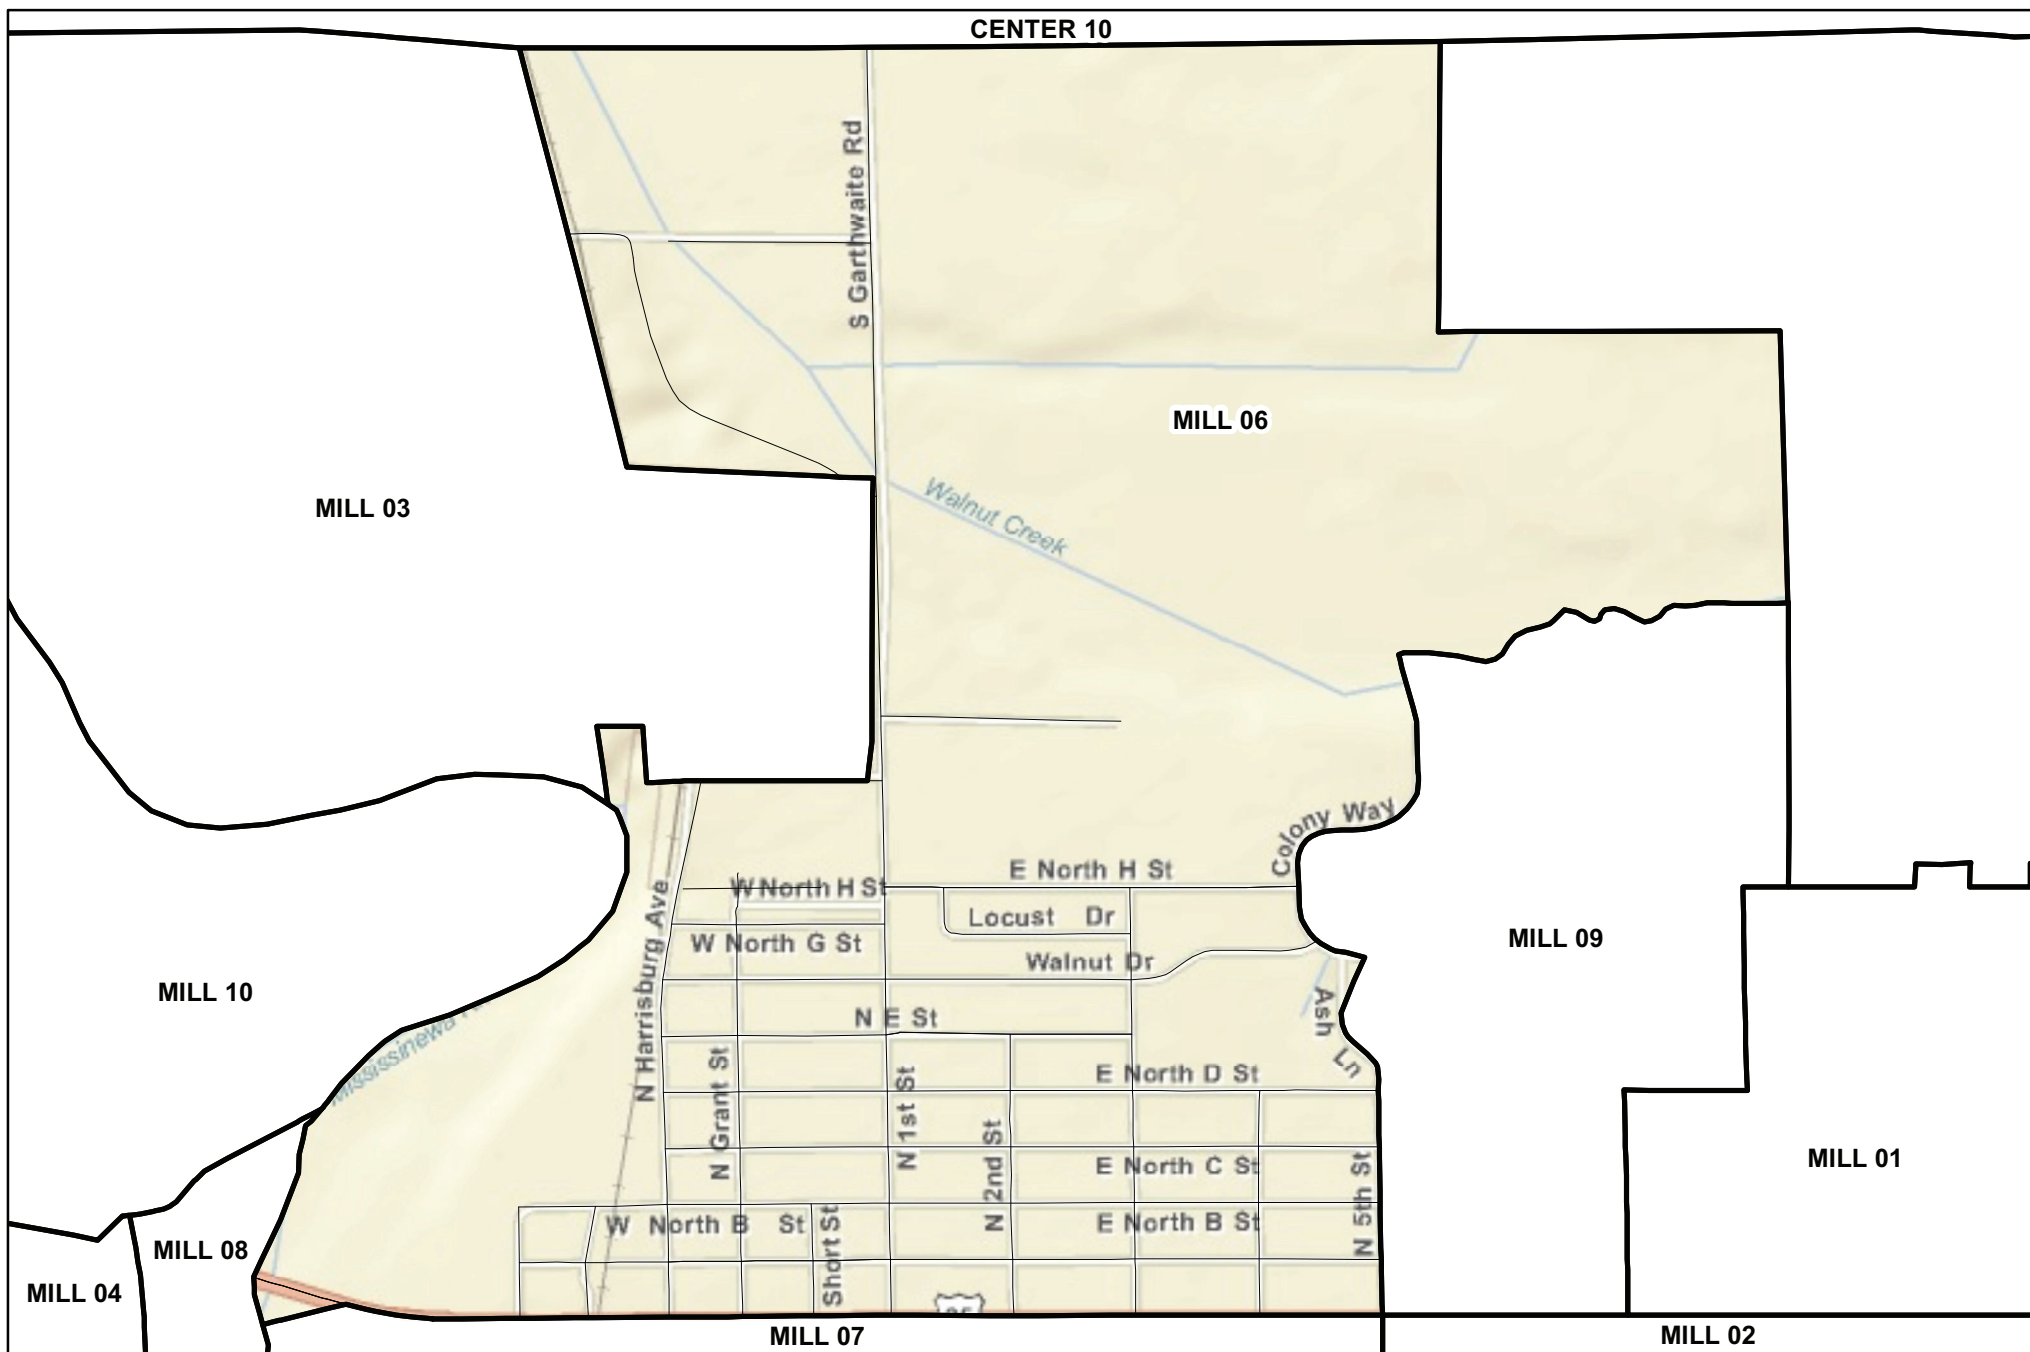 CENTER 10
S Garthwaite Rd
MILL 06
MILL 03
Walnut Creek
Colony Way
E North H St
W North H St
Locust Dr
W North G St
Walnut Dr
MILL 09
MILL 10
N Harrisburg Ave
N E St
Ash Ln
N Grant St
N 1st St
E North D St
N 2nd St
E North C St
N 5th St
MILL 01
W North B St
Short St
E North B St
MILL 08
MILL 04
MILL 07
MILL 02